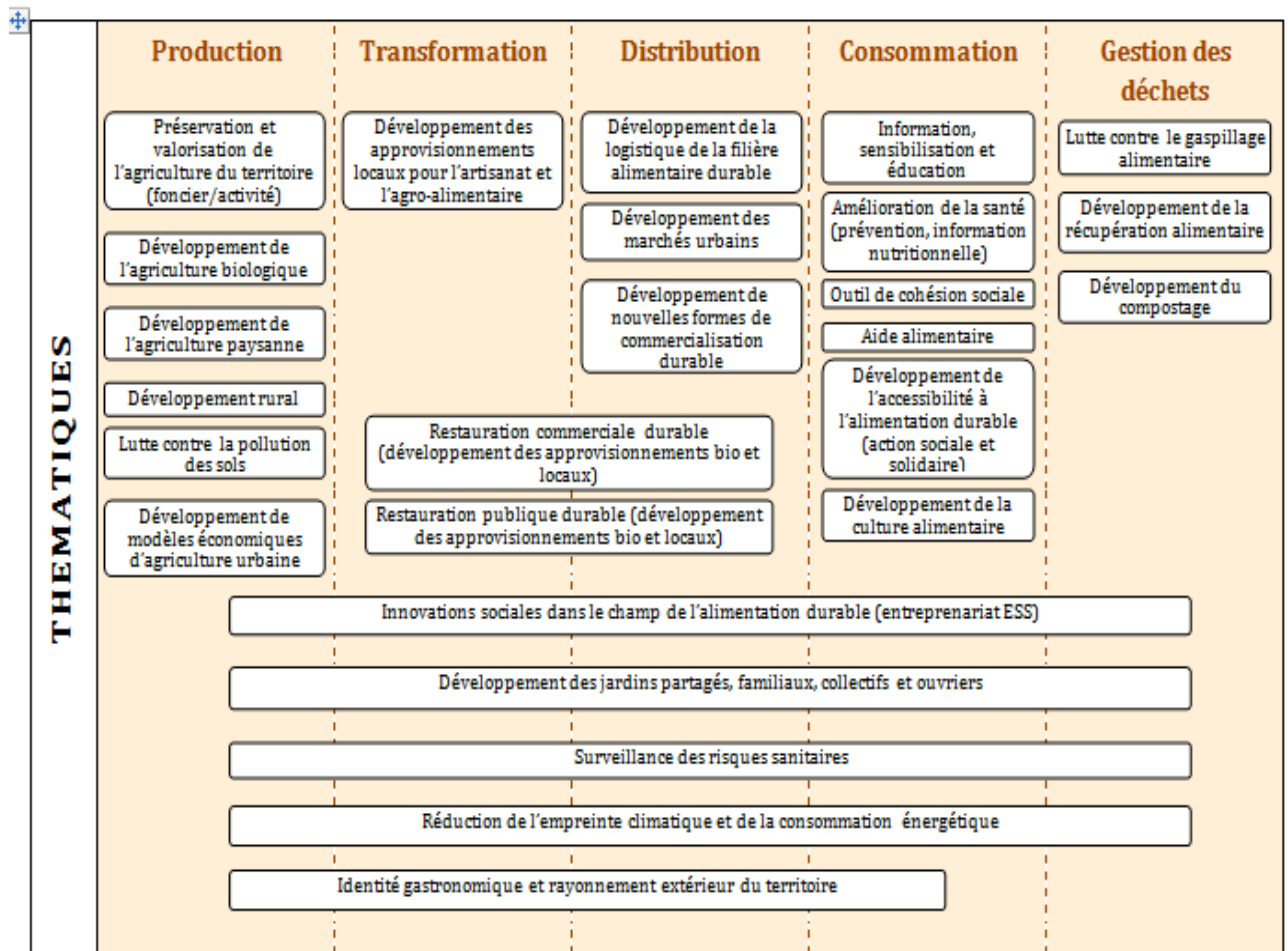 THEMATIQUES
Production
Préservation et
valorisation de
l'agriculture du territoire
(foncier/activité)
Développement de
l'agriculture biologique
Développement de
l'agriculture paysanne
Développement rural
Lutte contre la pollution
des sols
Développement de
modèles économiques
d'agriculture urbaine
Transformation
Développement des
approvisionnements
locaux pour l'artisanat et
l'agro-alimentaire
Distribution
Développement de la
logistique de la filière
alimentaire durable
Développement des
marchés urbains
Développement de
nouvelles formes de
commercialisation
durable
Restauration commerciale durable
(développement des approvisionnements bio et
locaux)
Restauration publique durable (développement
des approvisionnements bio et locaux)
Consommation
Information,
sensibilisation et
éducation
Amélioration de la santé
(prévention, information
nutritionnelle)
Outil de cohésion sociale
Aide alimentaire
Développement de
l'accessibilité à
l'alimentation durable
(action sociale et
solidaire)
Développement de la
culture alimentaire
Gestion des
déchets
Lutte contre le gaspillage
alimentaire
Développement de la
récupération alimentaire
Développement du
compostage
Innovations sociales dans le champ de l'alimentation durable (entreprenariat ESS)
Développement des jardins partagés, familiaux, collectifs et ouvriers
Surveillance des risques sanitaires
Réduction de l'empreinte climatique et de la consommation énergétique
Identité gastronomique et rayonnement extérieur du territoire